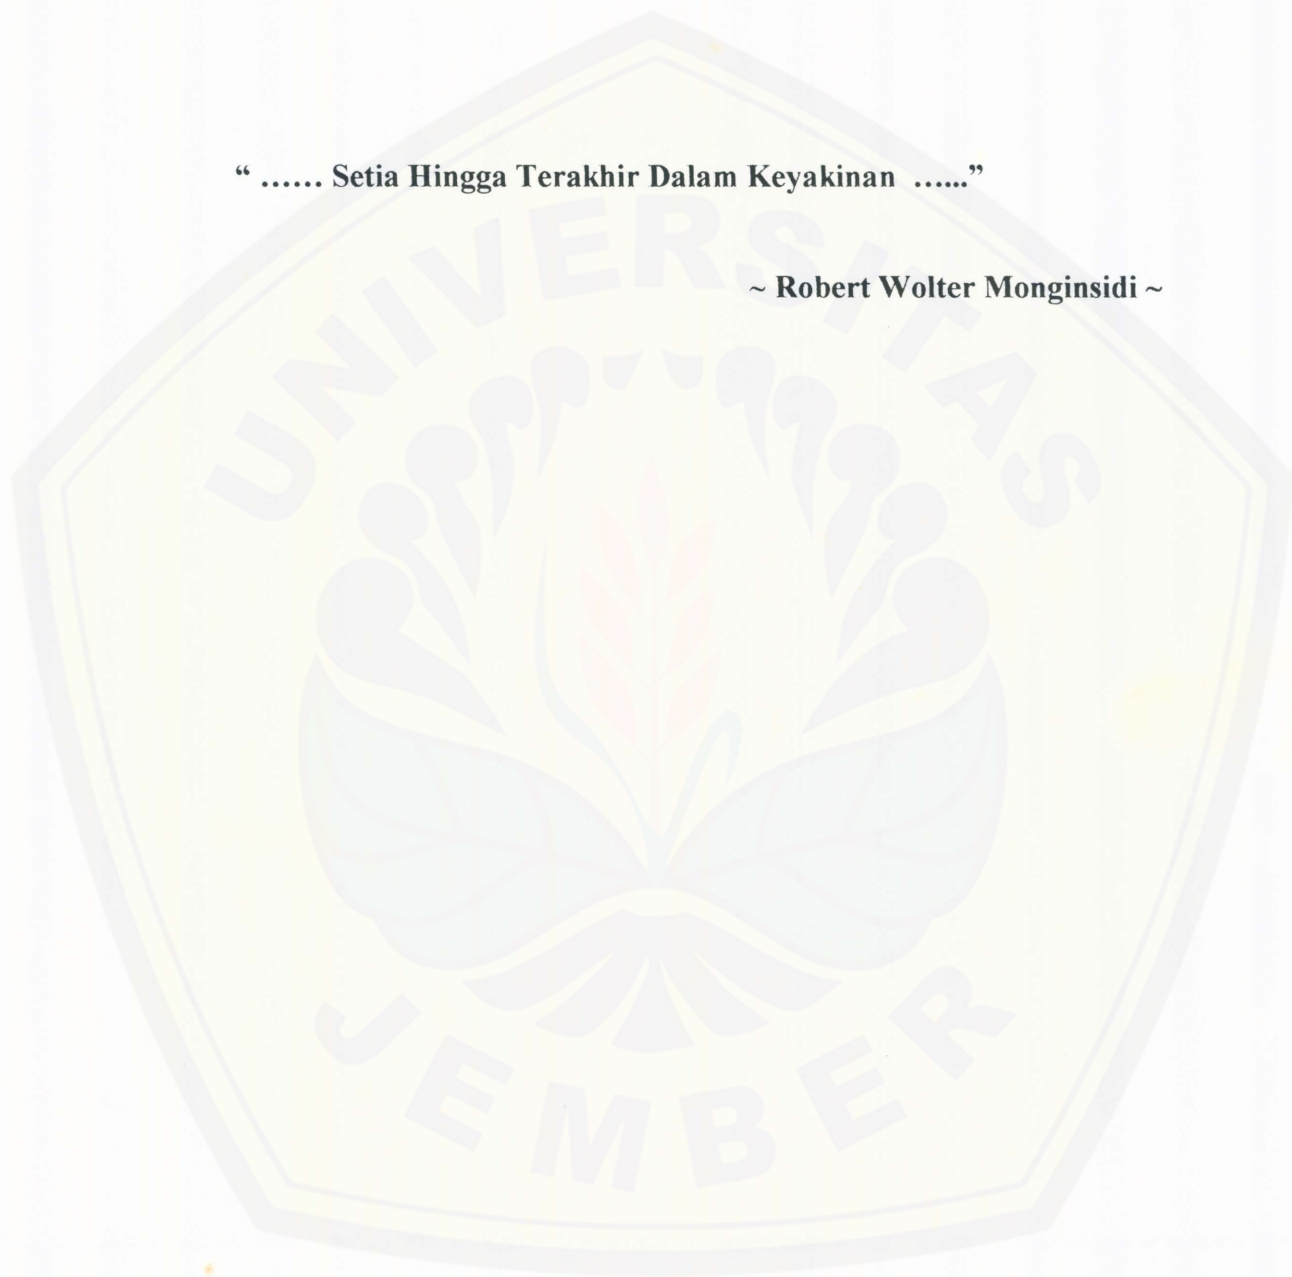 “ ...... Setia Hingga Terakhir Dalam Keyakinan ......”
~ Robert Wolter Monginsidi ~
UNIVERSITAS
JEMBER